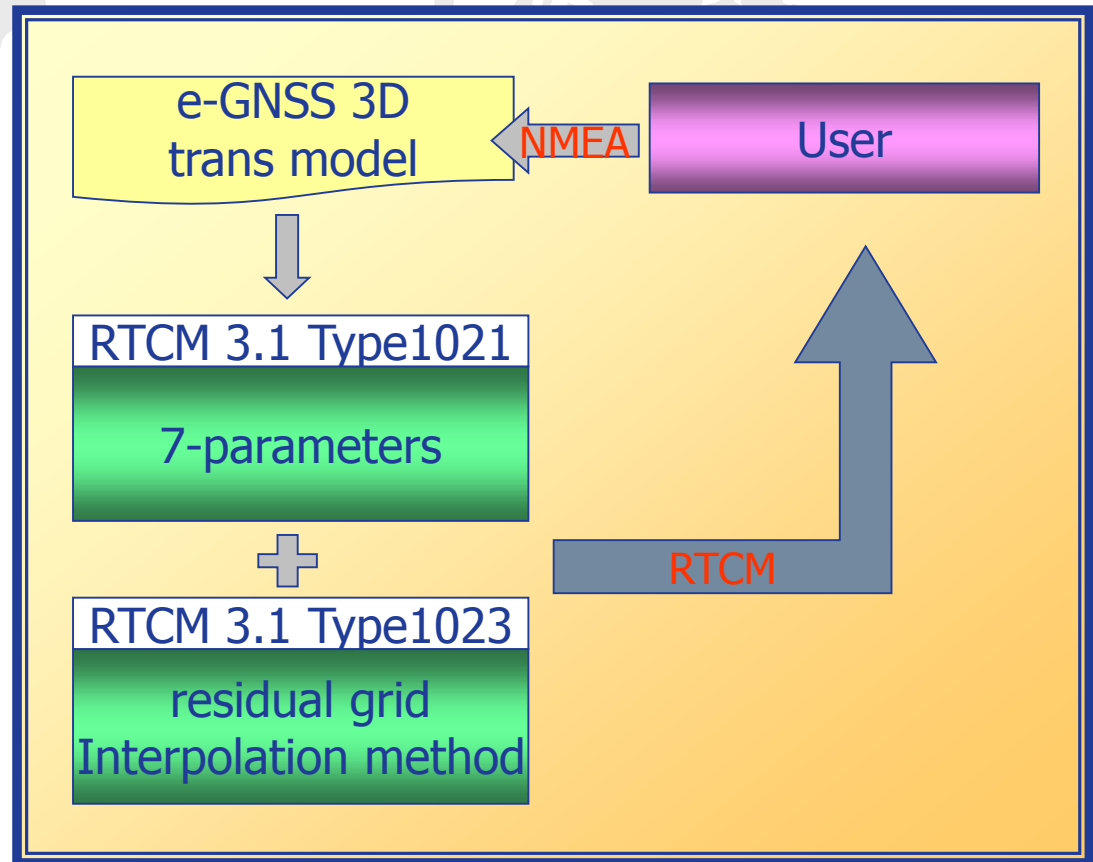 e-GNSS 3D
trans model
NMEA
User
RTCM 3.1 Type1021
7-parameters
RTCM
RTCM 3.1 Type1023
residual grid
Interpolation method